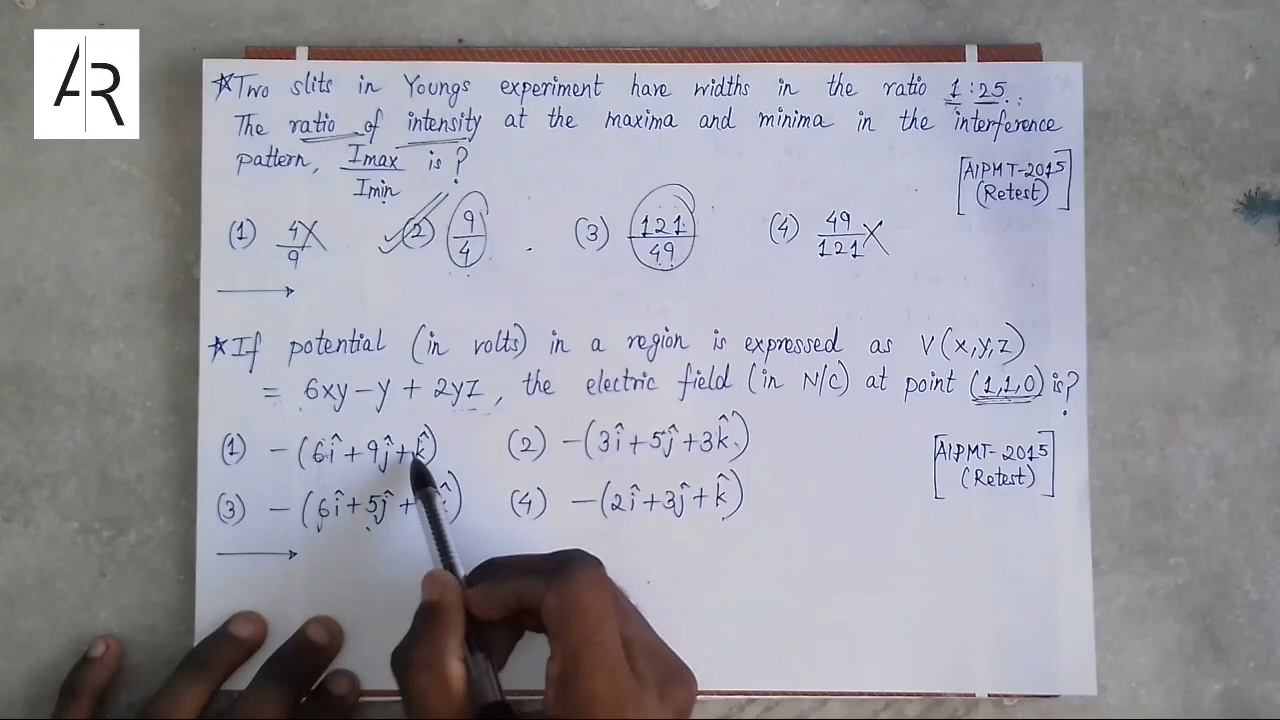 AR
☆Two slits in Youngs experiment have widths in the ratio 1:25.
The ratio of intensity at the maxima and minima in the interference
pattern, Imax/Imin is?
[AIPMT-2015 (Retest)]
(1) 4/9 (2) 9/4 (3) 121/49 (4) 49/121
☆If potential (in volts) in a region is expressed as V(x,y,z)
= 6xy-y+2yz, the electric field (in N/C) at point (1,1,0) is?
(1) -(6î+9ĵ+k̂) (2) -(3î+5ĵ+3k̂)
[AIPMT-2015 (Retest)]
(3) -(6î+5ĵ+ (4) -(2î+3ĵ+k̂)